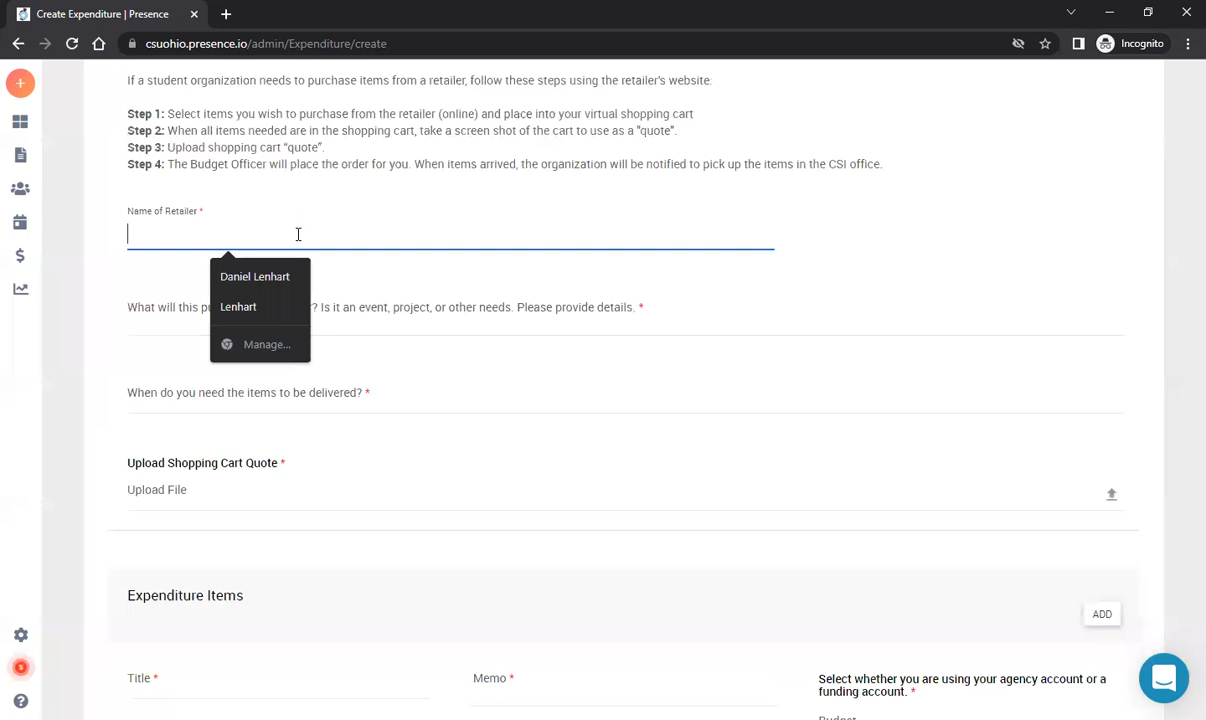 Create Expenditure | Presence
csuohio.presence.io/admin/Expenditure/create
Incognito
If a student organization needs to purchase items from a retailer, follow these steps using the retailer's website:
Step 1: Select items you wish to purchase from the retailer (online) and place into your virtual shopping cart
Step 2: When all items needed are in the shopping cart, take a screen shot of the cart to use as a "quote".
Step 3: Upload shopping cart “quote”.
Step 4: The Budget Officer will place the order for you. When items arrived, the organization will be notified to pick up the items in the CSI office.
Name of Retailer *
Daniel Lenhart
Lenhart
Manage...
What will this ? Is it an event, project, or other needs. Please provide details. *
When do you need the items to be delivered? *
Upload Shopping Cart Quote *
Upload File
Expenditure Items
ADD
Title *
Memo *
Select whether you are using your agency account or a
funding account. *
Budget